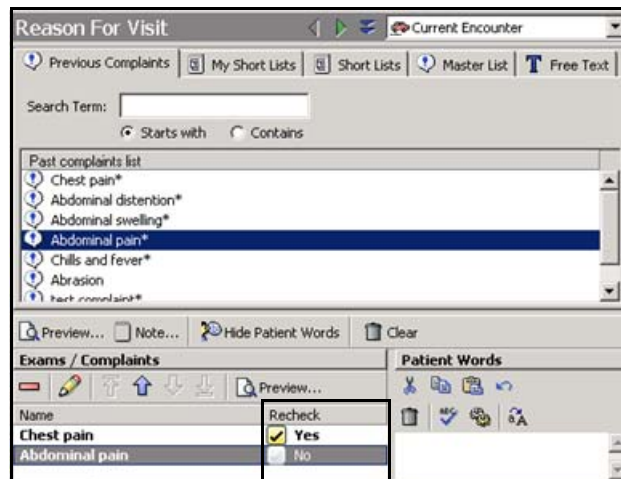 Reason For Visit Current Encounter
Previous Complaints My Short Lists Short Lists Master List T Free Text
Search Term:
Starts with Contains
Past complaints list
Chest pain*
Abdominal distention*
Abdominal swelling*
Abdominal pain*
Chills and fever*
Abrasion
test complaint*
Preview... Note... Hide Patient Words Clear
Exams / Complaints Patient Words
Preview...
Name Recheck
Chest pain Yes
Abdominal pain No